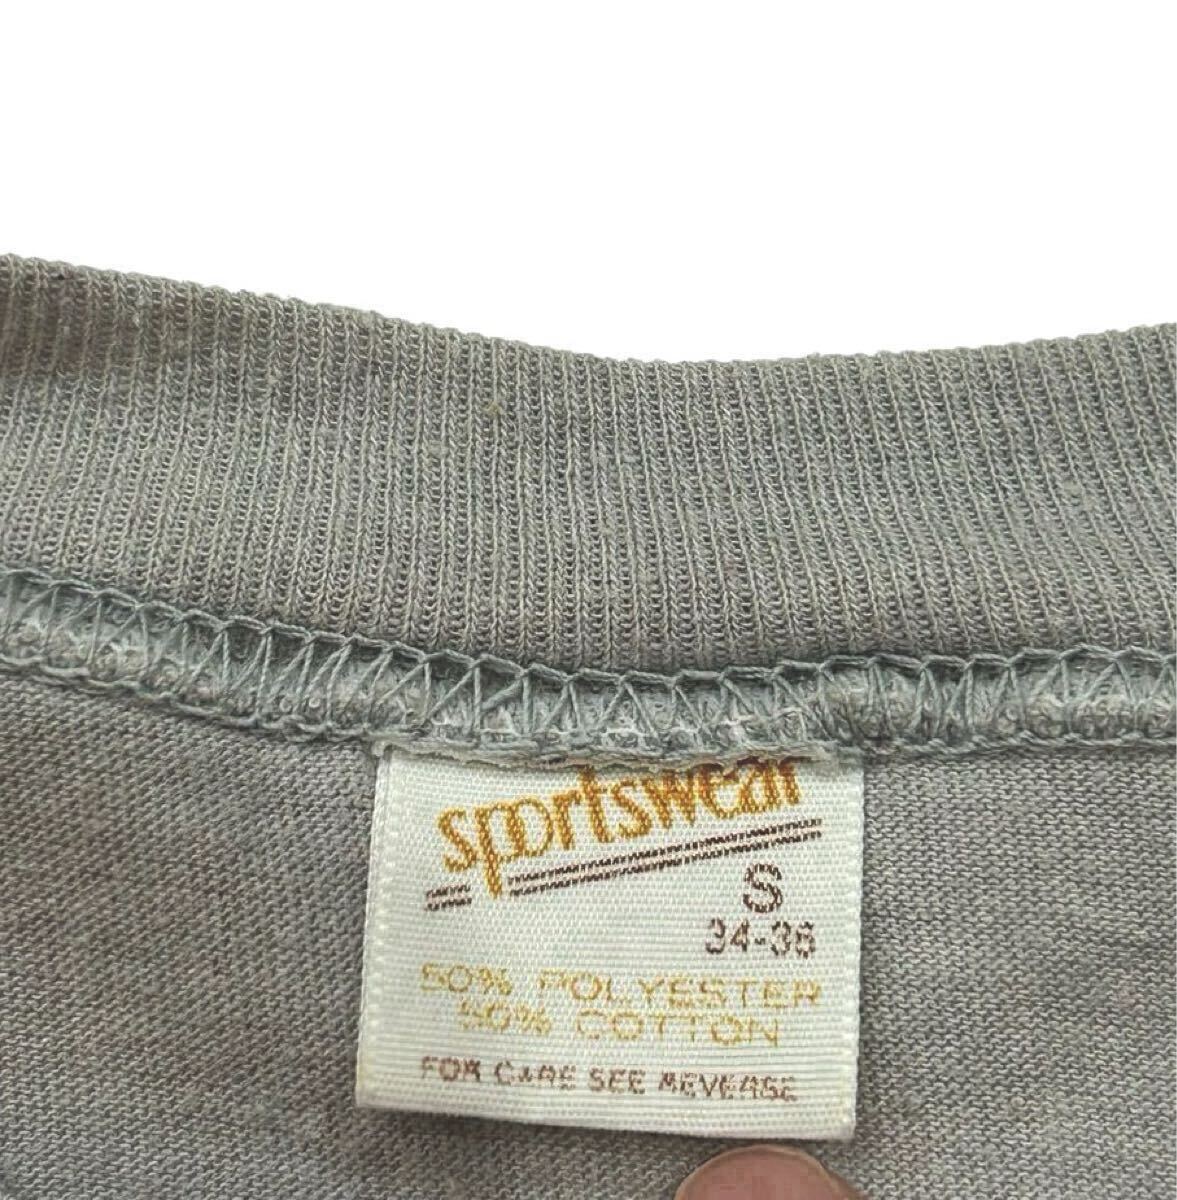 sportswear
S
34-36
50% POLYESTER
50% COTTON
FOR CARE SEE REVERSE